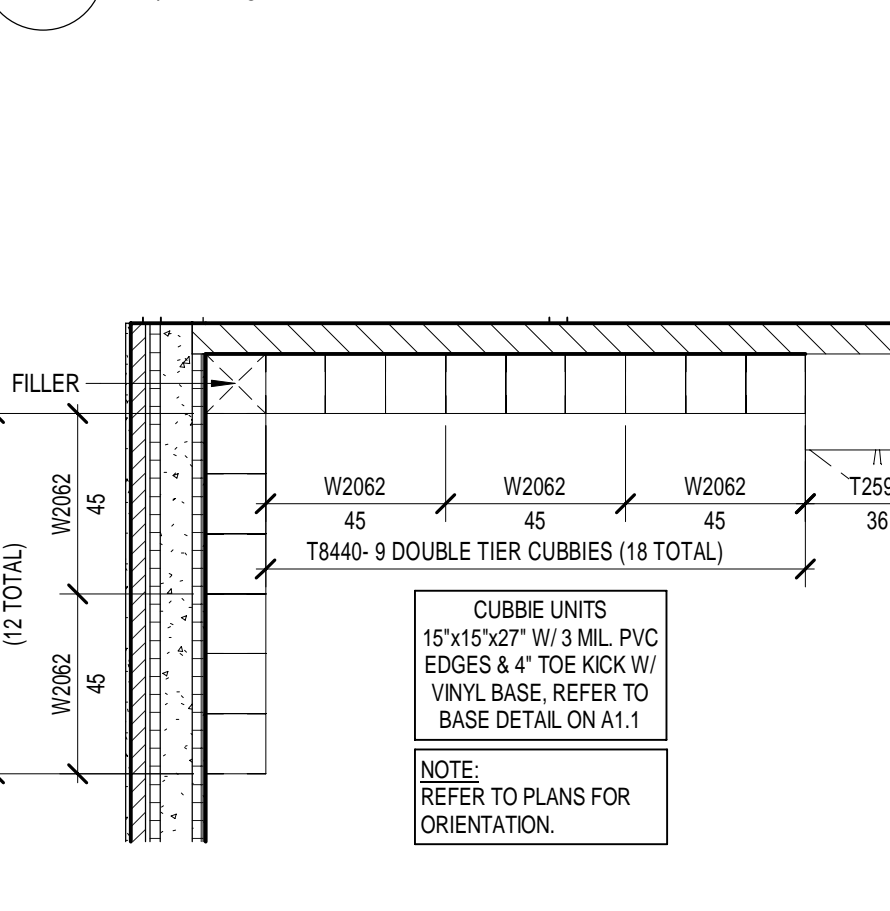 FILLER
W2062
45
W2062
45
(12 TOTAL)
W2062
W2062
W2062
T259
45
45
45
36
T8440- 9 DOUBLE TIER CUBBIES (18 TOTAL)
CUBBIE UNITS
15"x15"x27" W/ 3 MIL. PVC
EDGES & 4" TOE KICK W/
VINYL BASE, REFER TO
BASE DETAIL ON A1.1
NOTE:
REFER TO PLANS FOR
ORIENTATION.